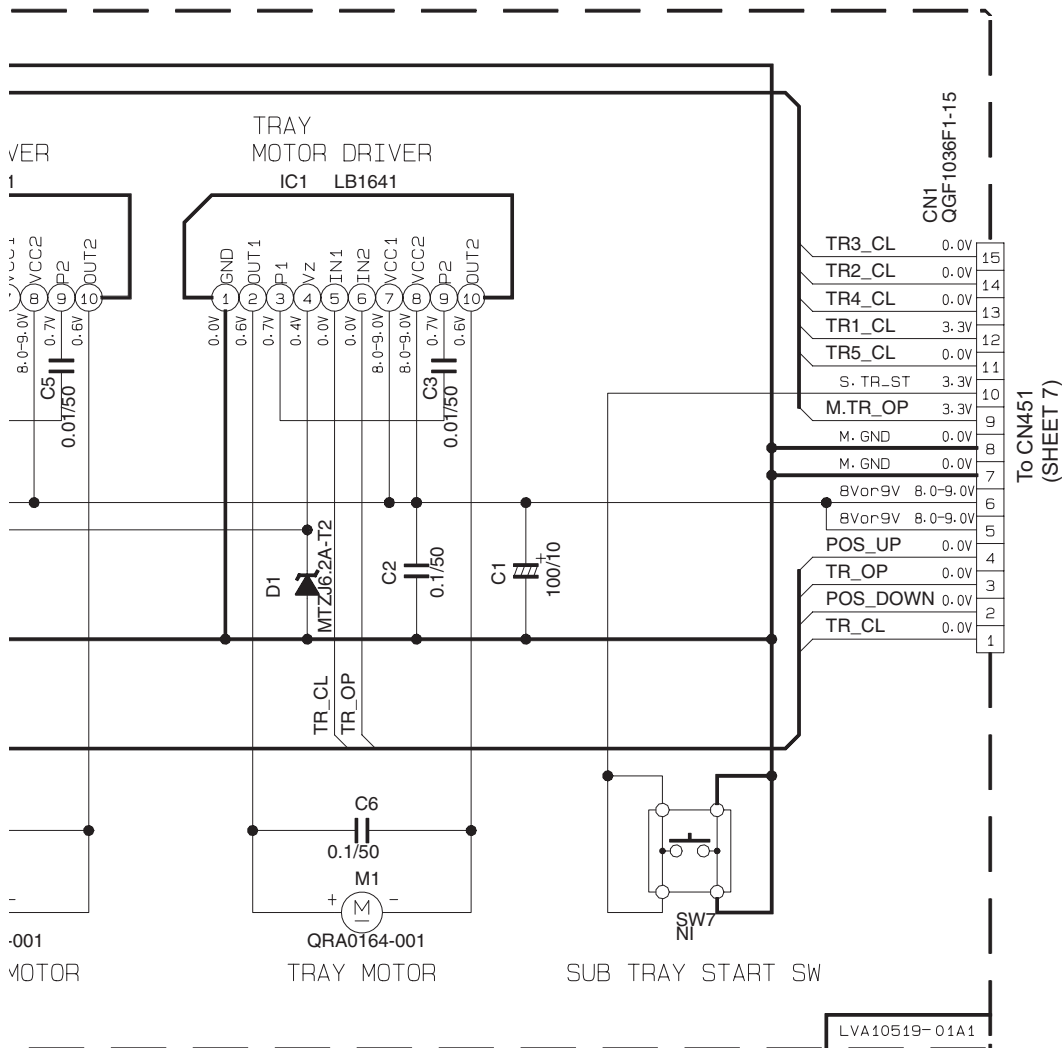 VER
1
VCC1
VCC2
P2
OUT2
7
8
9
10
8.0-9.0V
0.7V
0.6V
C5
0.01/50
-
-001
MOTOR
TRAY
MOTOR DRIVER
IC1 LB1641
GND
OUT1
P1
Vz
IN1
IN2
VCC1
VCC2
P2
OUT2
1
2
3
4
5
6
7
8
9
10
0.0V
0.6V
0.7V
0.4V
0.0V
0.0V
8.0-9.0V
8.0-9.0V
0.7V
0.6V
C3
0.01/50
D1
MTZJ6.2A-T2
C2
0.1/50
C1
+
100/10
TR_CL
TR_OP
C6
0.1/50
M1
+ M -
QRA0164-001
TRAY MOTOR
SW7
NI
SUB TRAY START SW
CN1
QGF1036F1-15
TR3_CL 0.0V 15
TR2_CL 0.0V 14
TR4_CL 0.0V 13
TR1_CL 3.3V 12
TR5_CL 0.0V 11
S.TR_ST 3.3V 10
M.TR_OP 3.3V 9
M.GND 0.0V 8
M.GND 0.0V 7
8Vor9V 8.0-9.0V 6
8Vor9V 8.0-9.0V 5
POS_UP 0.0V 4
TR_OP 0.0V 3
POS_DOWN 0.0V 2
TR_CL 0.0V 1
To CN451
(SHEET 7)
LVA10519-01A1